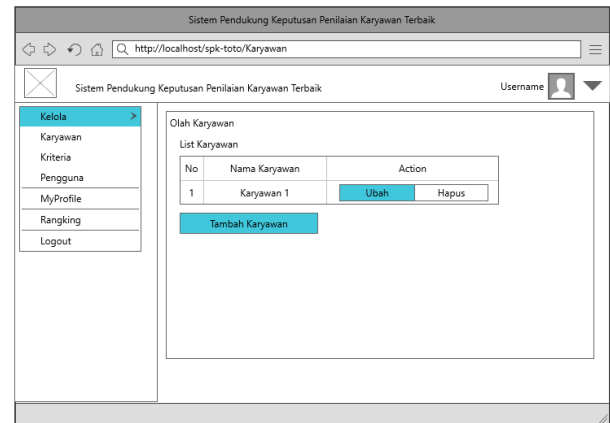 Sistem Pendukung Keputusan Penilaian Karyawan Terbaik
http://localhost/spk-toto/Karyawan
Sistem Pendukung Keputusan Penilaian Karyawan Terbaik
Username
Kelola >
Karyawan
Kriteria
Pengguna
MyProfile
Rangking
Logout
Olah Karyawan
List Karyawan
No Nama Karyawan Action
1 Karyawan 1 Ubah Hapus
Tambah Karyawan